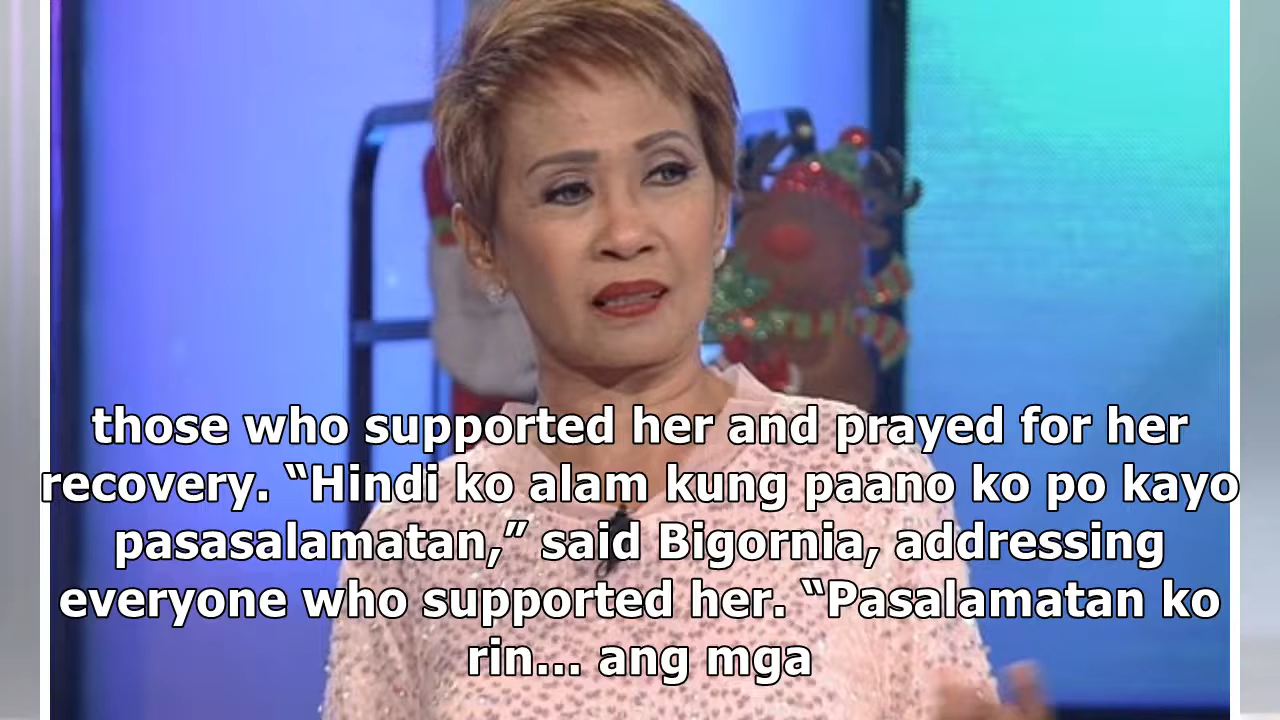 those who supported her and prayed for her
recovery. “Hindi ko alam kung paano ko po kayo
pasasalamatan,” said Bigornia, addressing
everyone who supported her. “Pasalamatan ko
rin... ang mga